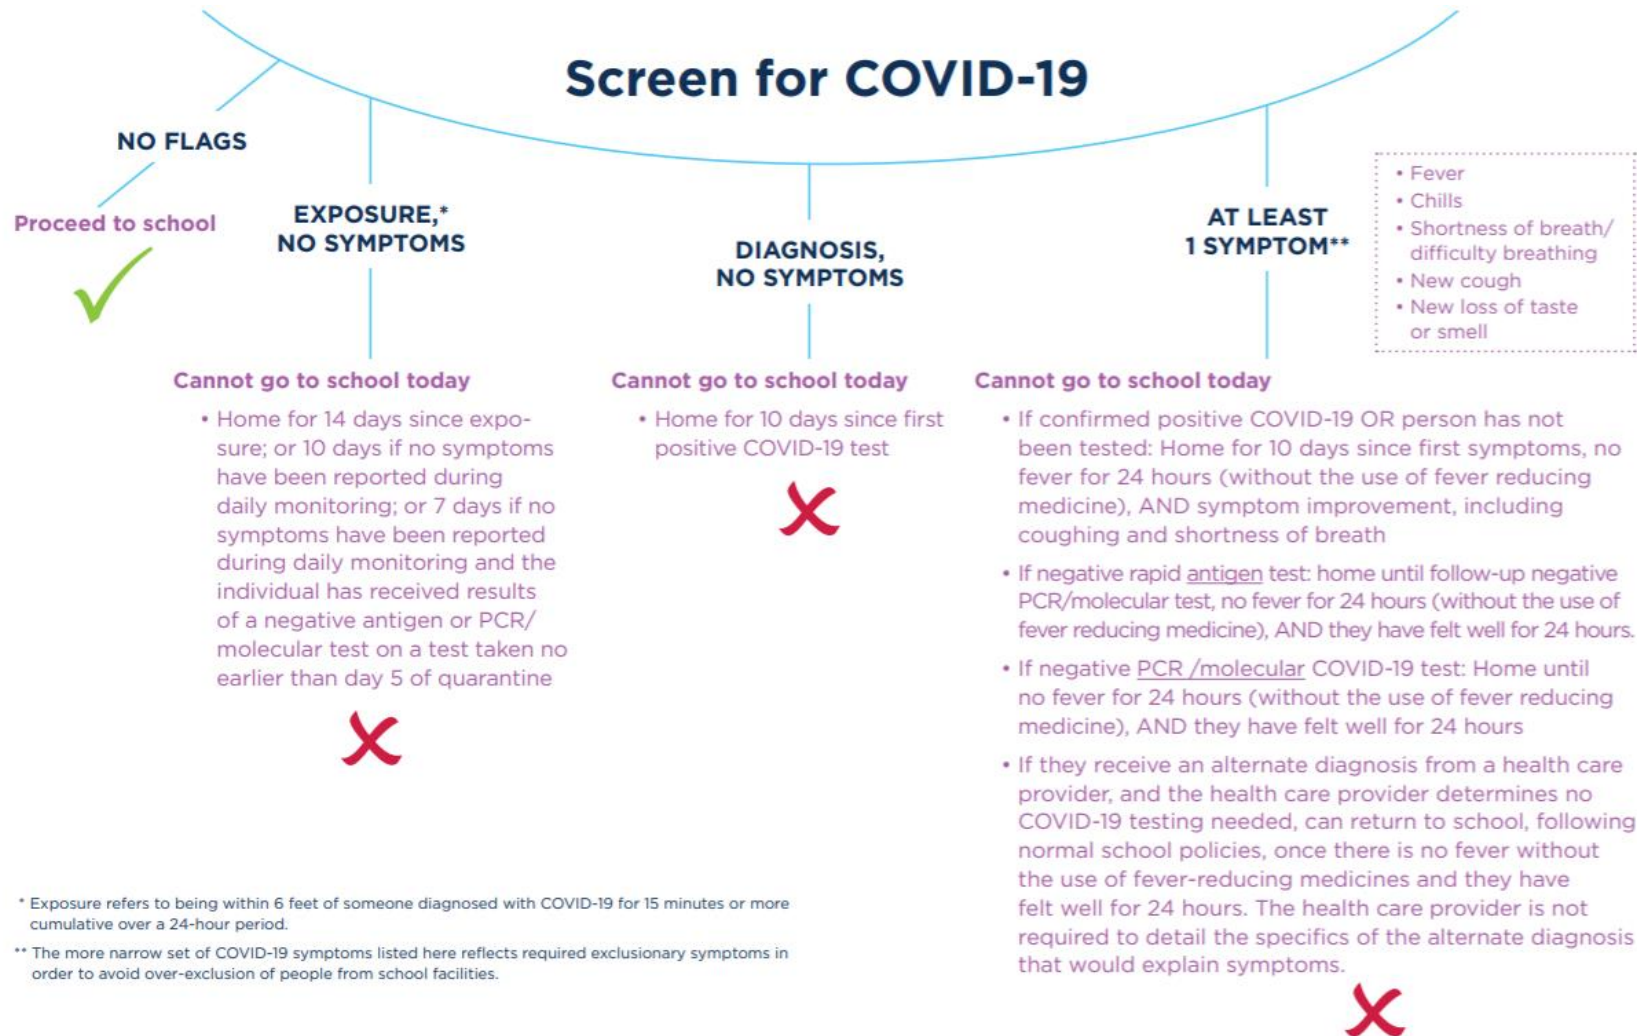 Screen for COVID-19
NO FLAGS
Proceed to school
EXPOSURE,*
NO SYMPTOMS
Cannot go to school today
• Home for 14 days since expo-
sure; or 10 days if no symptoms
have been reported during
daily monitoring; or 7 days if no
symptoms have been reported
during daily monitoring and the
individual has received results
of a negative antigen or PCR/
molecular test on a test taken no
earlier than day 5 of quarantine
DIAGNOSIS,
NO SYMPTOMS
Cannot go to school today
• Home for 10 days since first
positive COVID-19 test
AT LEAST
1 SYMPTOM**
• Fever
• Chills
• Shortness of breath/
difficulty breathing
• New cough
• New loss of taste
or smell
Cannot go to school today
• If confirmed positive COVID-19 OR person has not
been tested: Home for 10 days since first symptoms, no
fever for 24 hours (without the use of fever reducing
medicine), AND symptom improvement, including
coughing and shortness of breath
• If negative rapid antigen test: home until follow-up negative
PCR/molecular test, no fever for 24 hours (without the use of
fever reducing medicine), AND they have felt well for 24 hours.
• If negative PCR /molecular COVID-19 test: Home until
no fever for 24 hours (without the use of fever reducing
medicine), AND they have felt well for 24 hours
• If they receive an alternate diagnosis from a health care
provider, and the health care provider determines no
COVID-19 testing needed, can return to school, following
normal school policies, once there is no fever without
the use of fever-reducing medicines and they have
felt well for 24 hours. The health care provider is not
required to detail the specifics of the alternate diagnosis
that would explain symptoms.
* Exposure refers to being within 6 feet of someone diagnosed with COVID-19 for 15 minutes or more
cumulative over a 24-hour period.
** The more narrow set of COVID-19 symptoms listed here reflects required exclusionary symptoms in
order to avoid over-exclusion of people from school facilities.